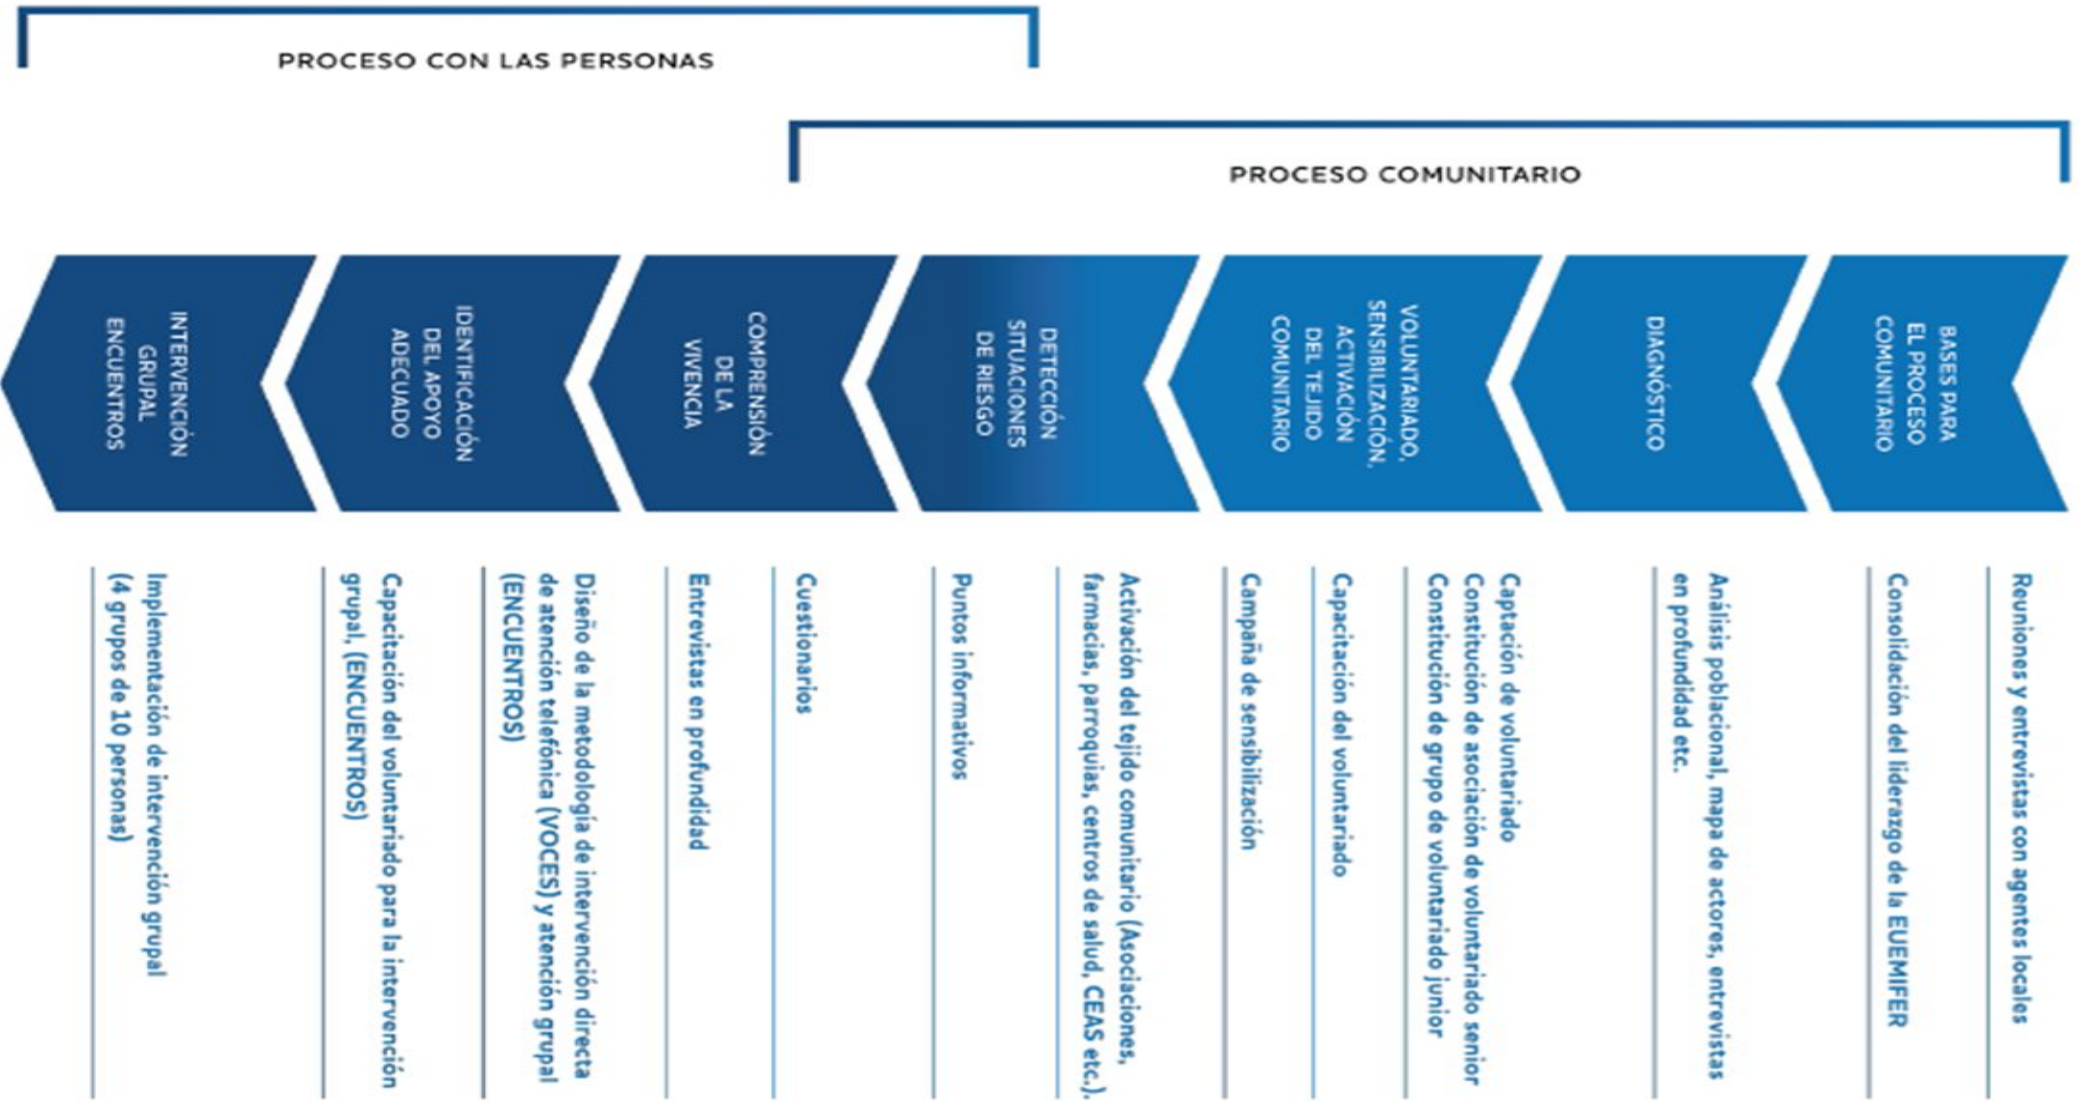 PROCESO CON LAS PERSONAS
PROCESO COMUNITARIO
BASES PARA
EL PROCESO
COMUNITARIO
Reuniones y entrevistas con agentes locales
Consolidación del liderazgo de la EUEMIFER
DIAGNÓSTICO
Análisis poblacional, mapa de actores, entrevistas
en profundidad etc.
VOLUNTARIADO,
SENSIBILIZACIÓN,
ACTIVACIÓN
DEL TEJIDO
COMUNITARIO
Captación de voluntariado
Constitución de asociación de voluntariado senior
Constitución de grupo de voluntariado junior
Capacitación del voluntariado
Campaña de sensibilización
DETECCIÓN
SITUACIONES
DE RIESGO
Activación del tejido comunitario (Asociaciones,
farmacias, parroquias, centros de salud, CEAS etc.).
Puntos informativos
COMPRENSIÓN
DE LA
VIVENCIA
Cuestionarios
Entrevistas en profundidad
IDENTIFICACIÓN
DEL APOYO
ADECUADO
Diseño de la metodología de intervención directa
de atención telefónica (VOCES) y atención grupal
(ENCUENTROS)
Capacitación del voluntariado para la intervención
grupal, (ENCUENTROS)
INTERVENCIÓN
GRUPAL
ENCUENTROS
Implementación de intervención grupal
(4 grupos de 10 personas)